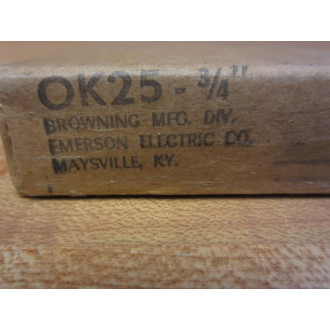 OK25 - 3/4"
BROWNING MFG. DIV.
EMERSON ELECTRIC CO.
MAYSVILLE, KY.